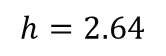 ℎ = 2.64